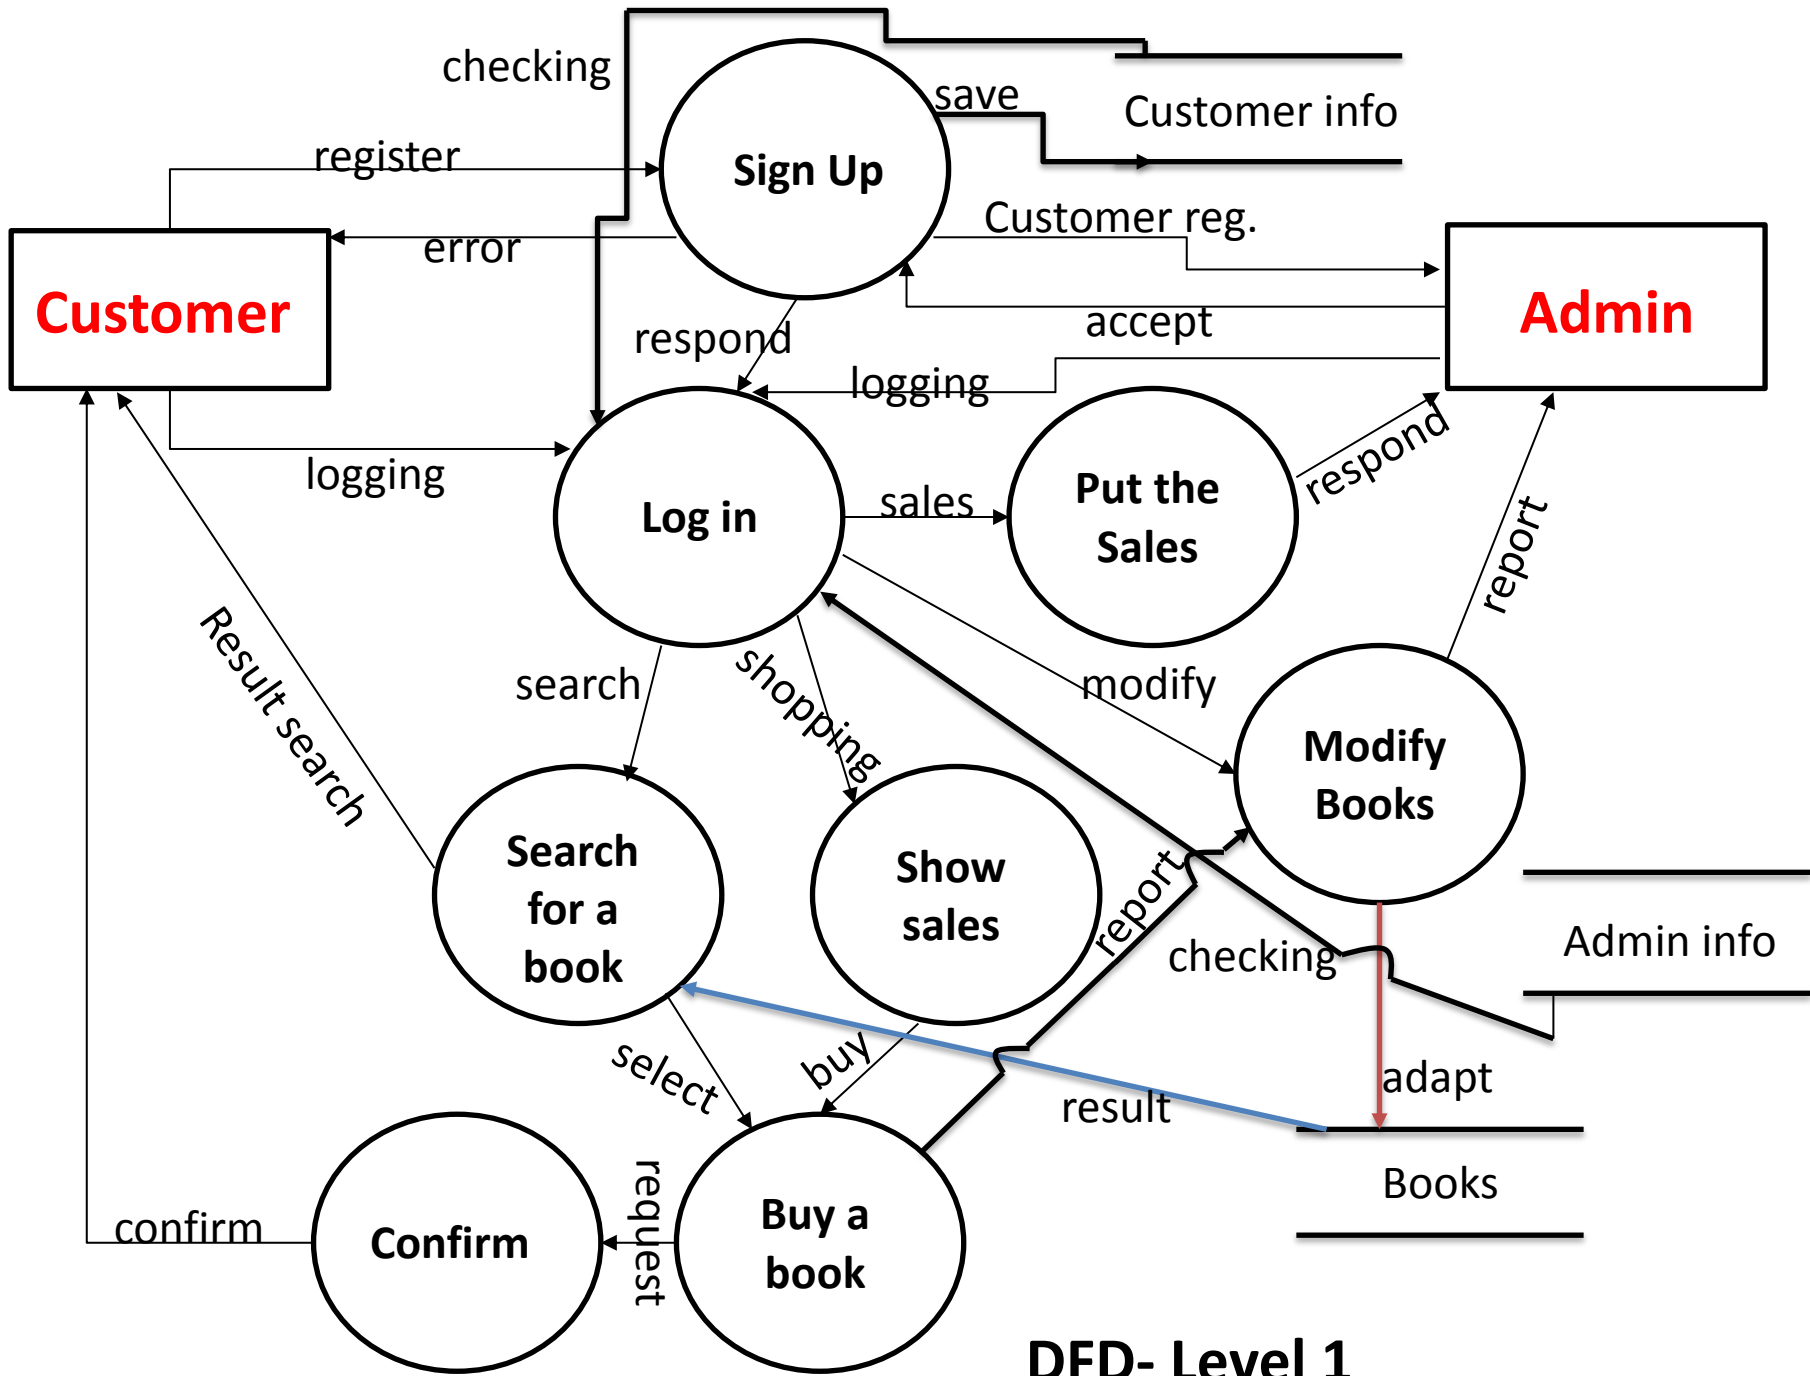 checking
save
Customer info
register
Sign Up
Customer reg.
error
Customer
Admin
accept
respond
logging
respond
logging
Log in
sales
Put the
Sales
report
Result search
search
shopping
modify
Modify
Books
Search
for a
book
Show
sales
report
checking
Admin info
select
buy
result
adapt
Books
request
confirm
Confirm
Buy a
book
DFD- Level 1